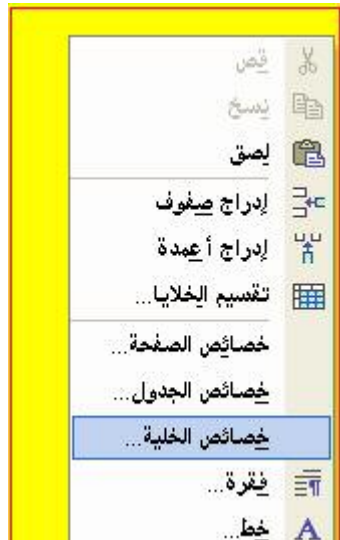 قص
نسخ
لصق
إدراج صفوف
إدراج أعمدة
تقسيم الخلايا...
خصائص الصفحة...
خصائص الجدول...
خصائص الخلية...
فقرة...
خط...